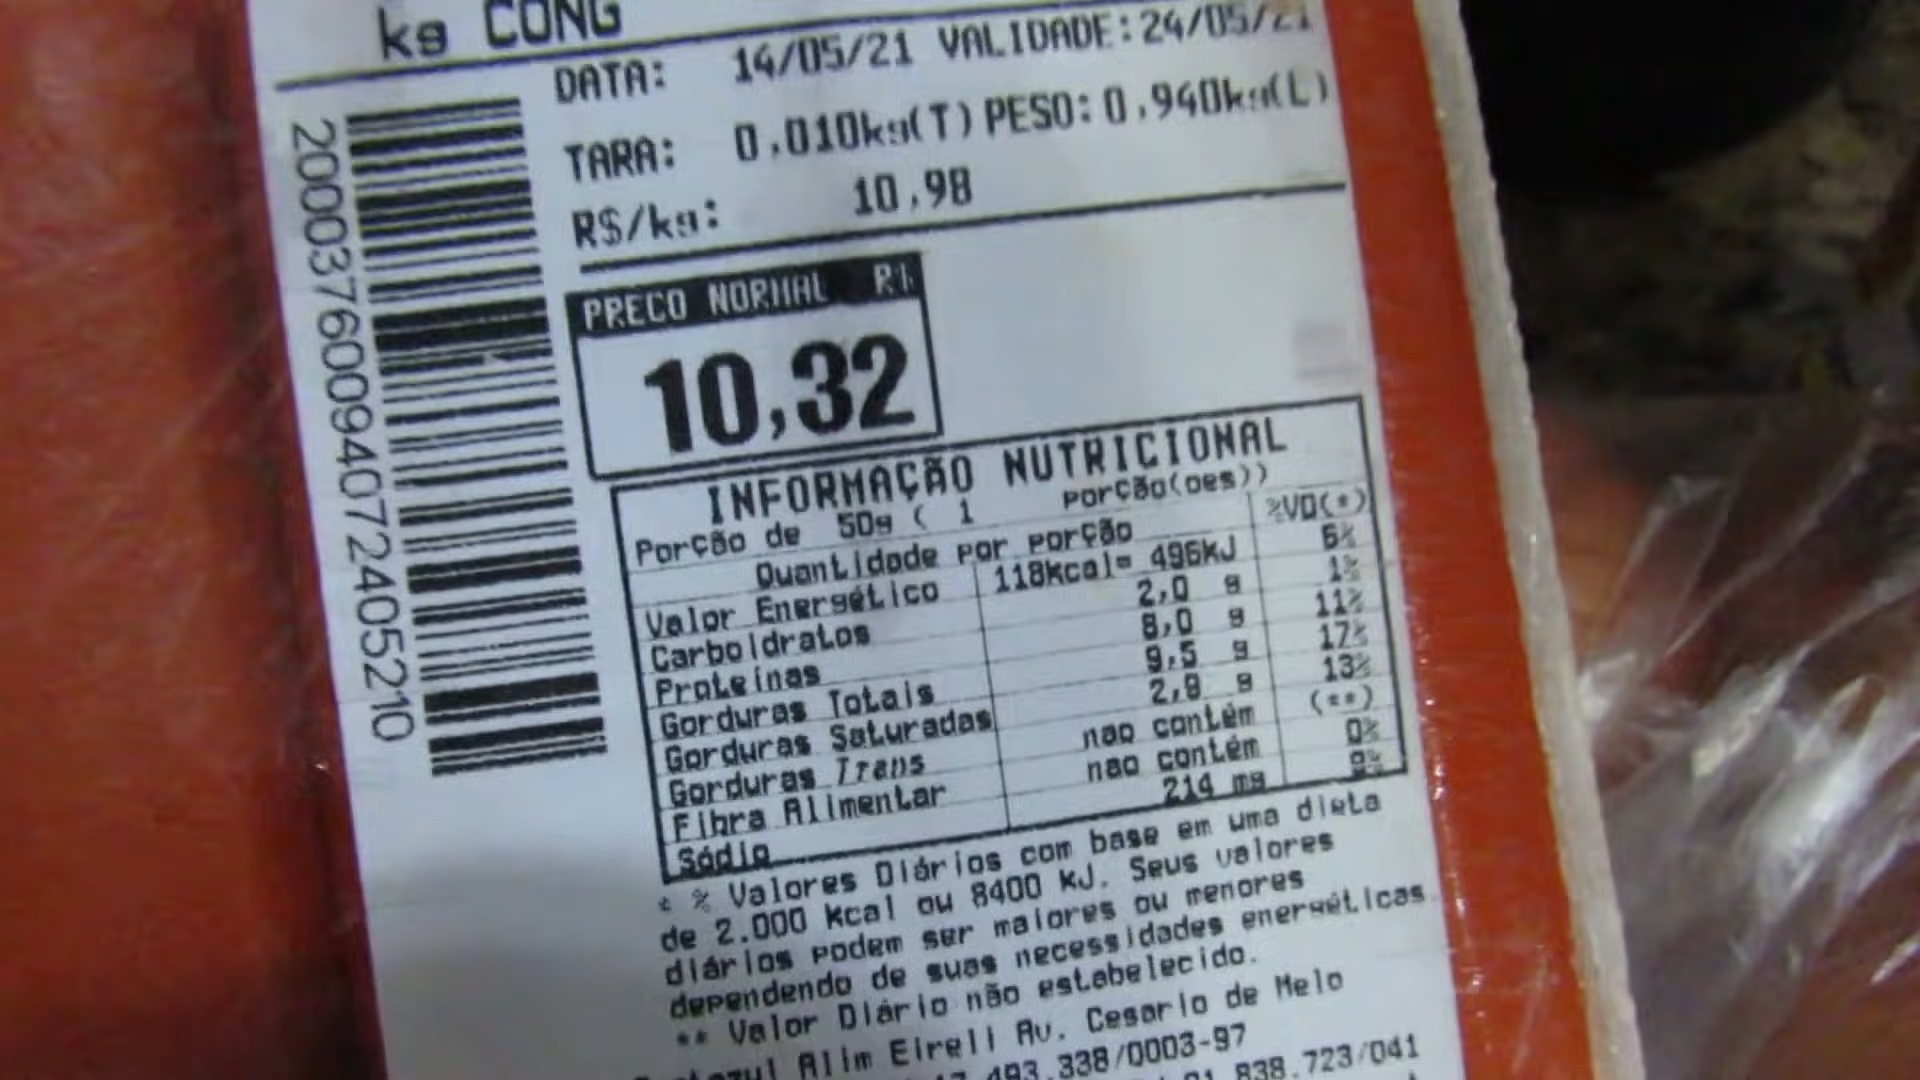 kg CONG
DATA: 14/05/21 VALIDADE:24/05/21
TARA: 0,010kg(T) PESO: 0,940kg(L)
R$/kg: 10,98
PRECO NORMAL
10,32
2000376009407240521​0
INFORMAÇÃO NUTRICIONAL
Porção de 50g ( 1 porção(oes))
Quantidade por porção %VD(*)
Valor Energético 118kcal= 496kJ 6%
Carboidratos 2,0 g 1%
Proteínas 8,0 g 11%
Gorduras Totais 9,5 g 17%
Gorduras Saturadas 2,8 g 13%
Gorduras Trans nao contém (**)
Fibra Alimentar nao contém 0%
Sódio 214 mg
* % Valores Diários com base em uma dieta
de 2.000 kcal ou 8400 KJ. Seus valores
diários podem ser maiores ou menores
dependendo de suas necessidades energéticas.
** Valor Diário não estabelecido.
Alim Eireli Av. Cesario de Melo
493.338/0003-97
838.723/041